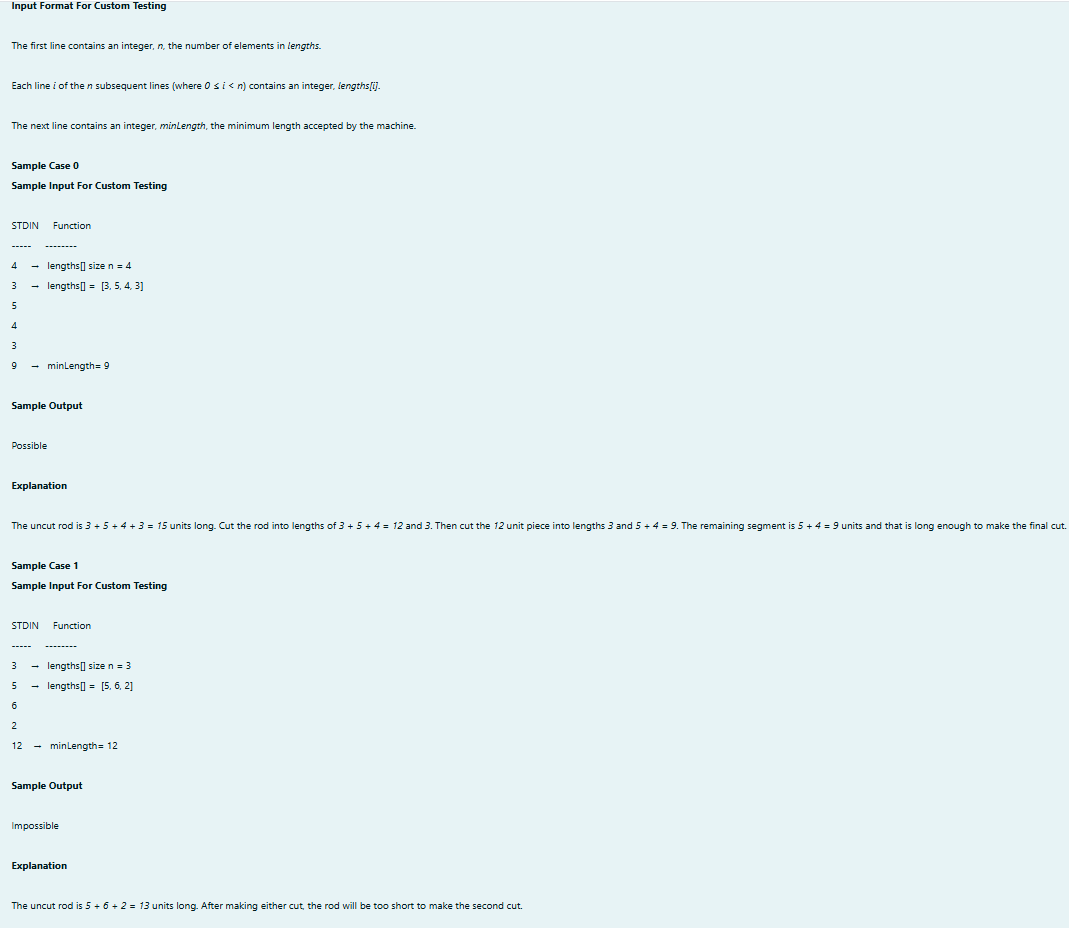 Input Format For Custom Testing
The first line contains an integer, n, the number of elements in lengths.
Each line i of the n subsequent lines (where 0 ≤ i < n) contains an integer, lengths[i].
The next line contains an integer, minLength, the minimum length accepted by the machine.
Sample Case 0
Sample Input For Custom Testing
STDIN Function
----- --------
4 → lengths[] size n = 4
3 → lengths[] = [3, 5, 4, 3]
5
4
3
9 → minLength= 9
Sample Output
Possible
Explanation
The uncut rod is 3 + 5 + 4 + 3 = 15 units long. Cut the rod into lengths of 3 + 5 + 4 = 12 and 3. Then cut the 12 unit piece into lengths 3 and 5 + 4 = 9. The remaining segment is 5 + 4 = 9 units and that is long enough to make the final cut.
Sample Case 1
Sample Input For Custom Testing
STDIN Function
----- --------
3 → lengths[] size n = 3
5 → lengths[] = [5, 6, 2]
6
2
12 → minLength= 12
Sample Output
Impossible
Explanation
The uncut rod is 5 + 6 + 2 = 13 units long. After making either cut, the rod will be too short to make the second cut.